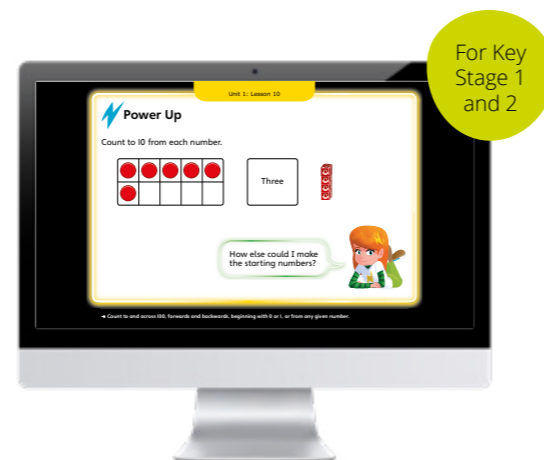 For Key
Stage 1
and 2
Unit 1: Lesson 10
Power Up
Count to 10 from each number.
Three
How else could I make
the starting numbers?
→ Count to and across 100, forwards and backwards, beginning with 0 or 1, or from any given number.